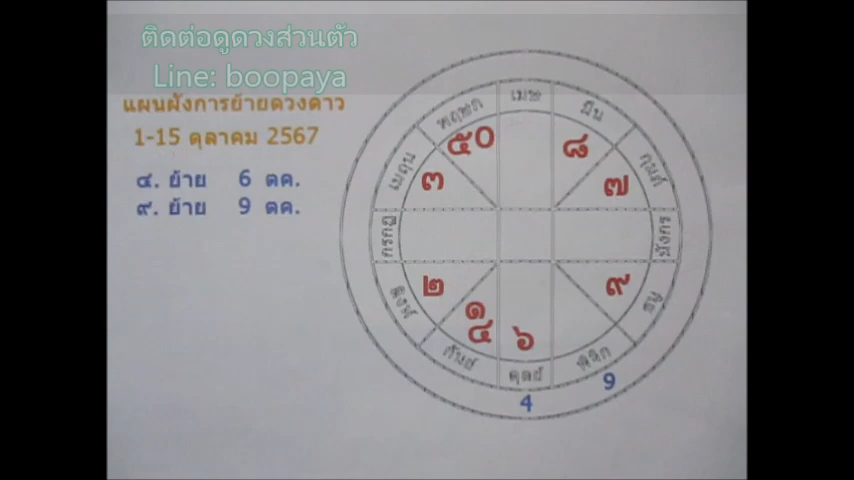 ติดต่อดูดวงส่วนตัว
Line: boopaya
แผนผังการย้ายดวงดาว
1-15 ตุลาคม 2567
๔. ย้าย 6 ตค.
๙. ย้าย 9 ตค.
เมษ
พฤษภ
มีน
เมถุน
กุมภ์
กรกฎ
มังกร
สิงห์
ธนู
กันย์
ตุลย์
พิจิก
๕๐
๘
๓
๗
๒
๙
๑
๔
๖
9
4